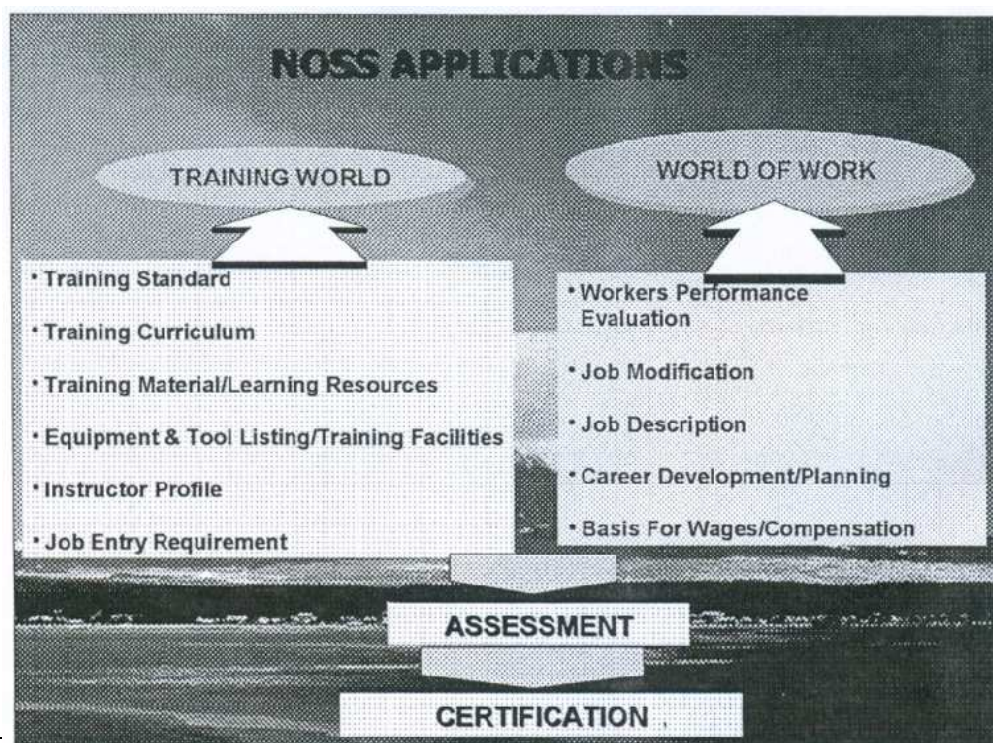 NOSS APPLICATIONS
TRAINING WORLD
• Training Standard
• Training Curriculum
• Training Material/Learning Resources
• Equipment & Tool Listing/Training Facilities
• Instructor Profile
• Job Entry Requirement
WORLD OF WORK
• Workers Performance
Evaluation
• Job Modification
• Job Description
• Career Development/Planning
• Basis For Wages/Compensation
ASSESSMENT
CERTIFICATION